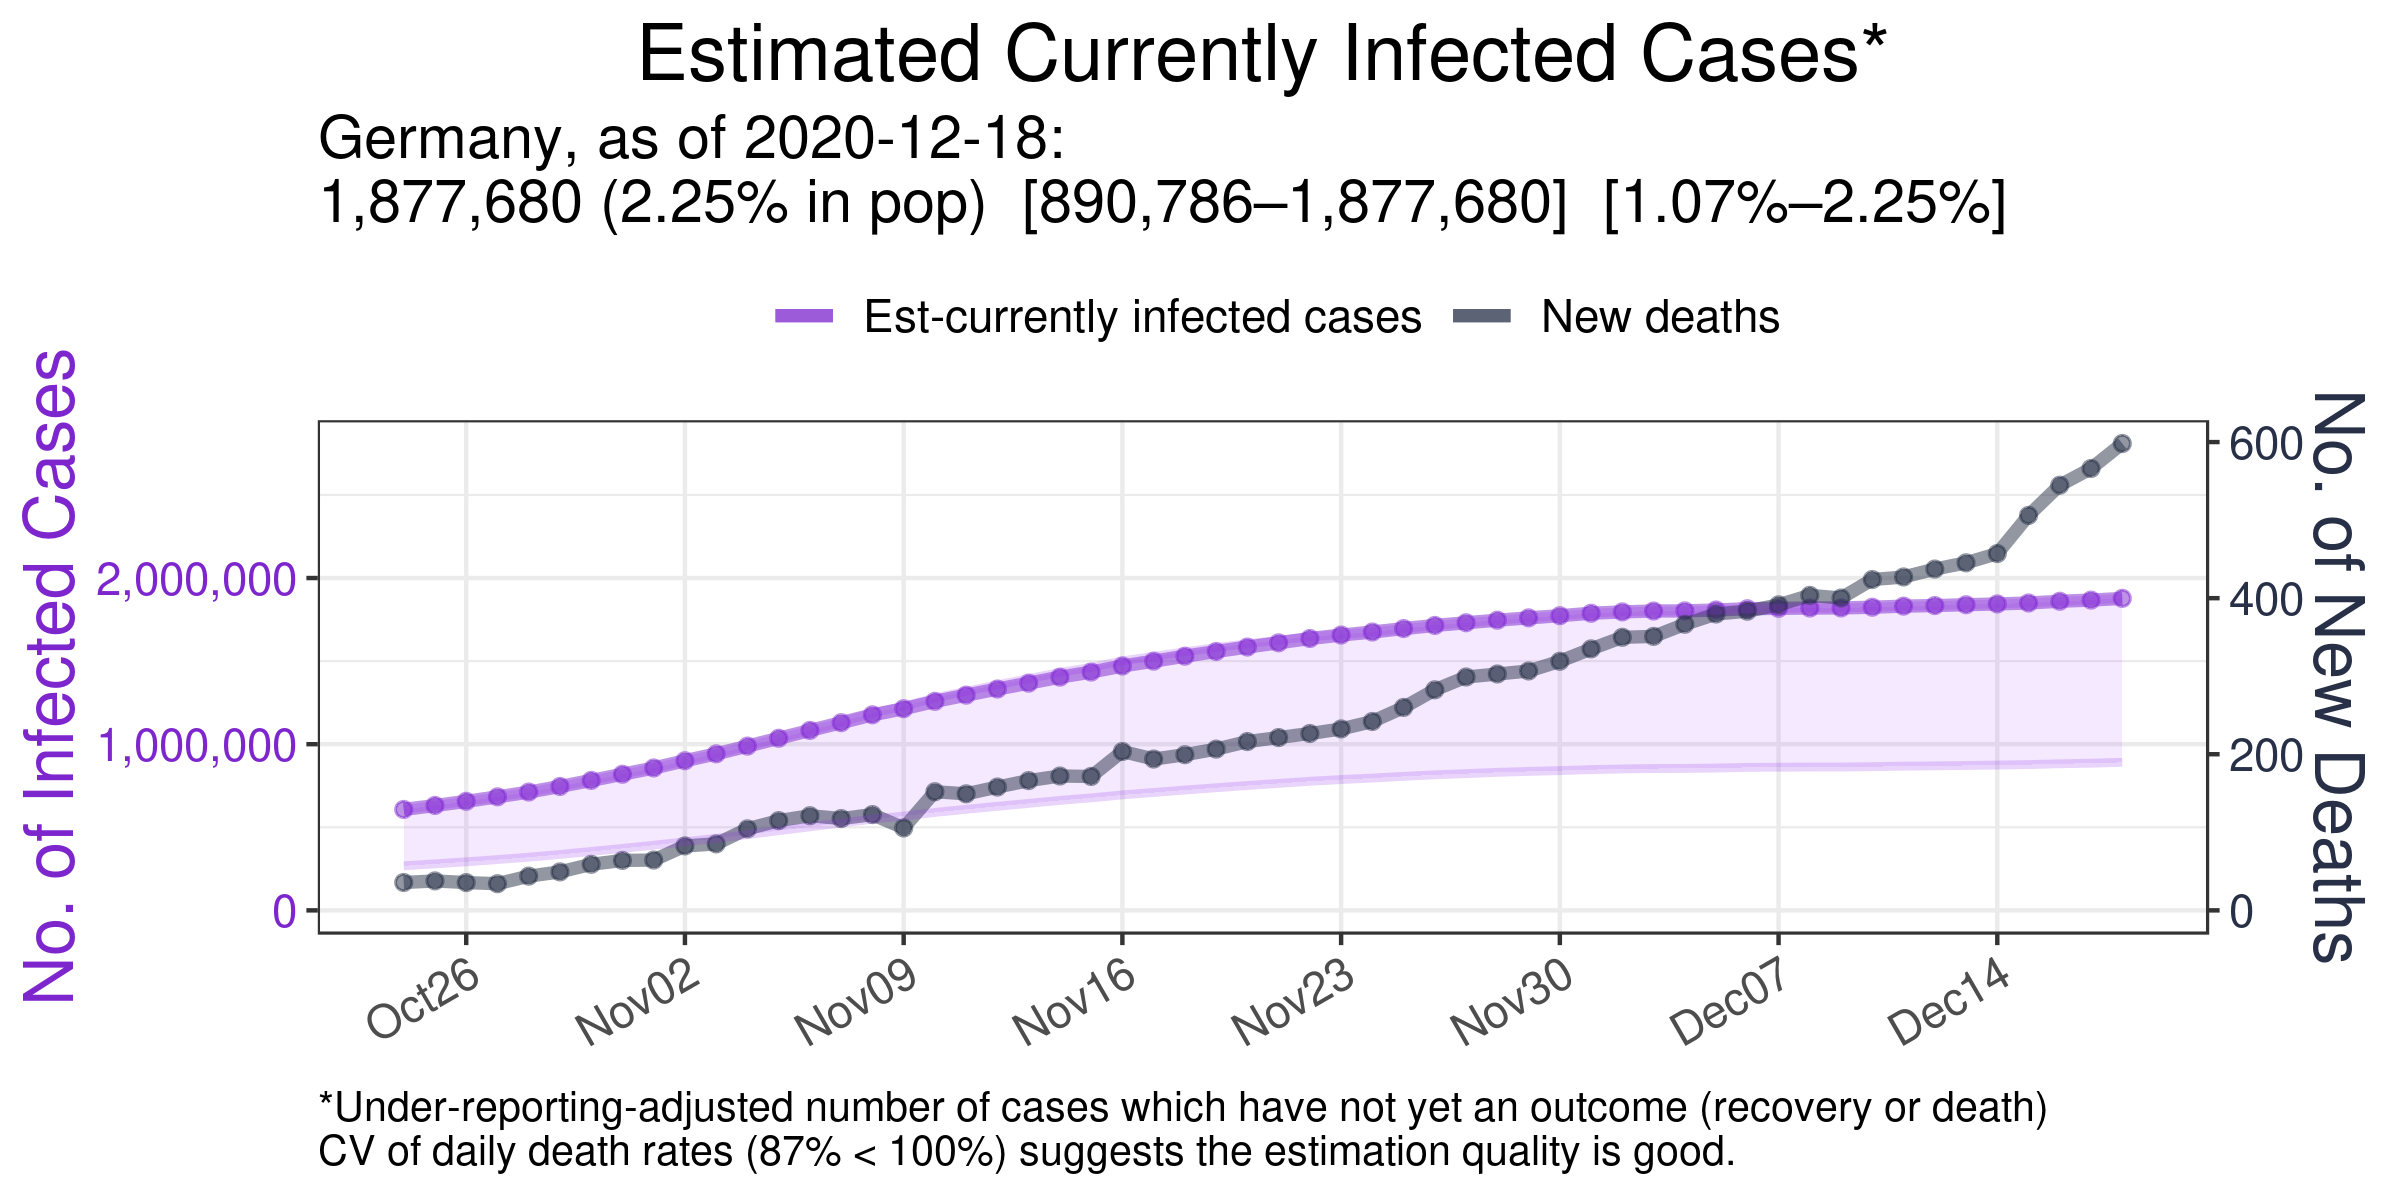 Estimated Currently Infected Cases*
Germany, as of 2020-12-18:
1,877,680 (2.25% in pop)  [890,786–1,877,680]  [1.07%–2.25%]
Est-currently infected cases
New deaths
No. of Infected Cases
2,000,000
1,000,000
0
600
400
200
0
No. of New Deaths
Oct26
Nov02
Nov09
Nov16
Nov23
Nov30
Dec07
Dec14
*Under-reporting-adjusted number of cases which have not yet an outcome (recovery or death)
CV of daily death rates (87% < 100%) suggests the estimation quality is good.